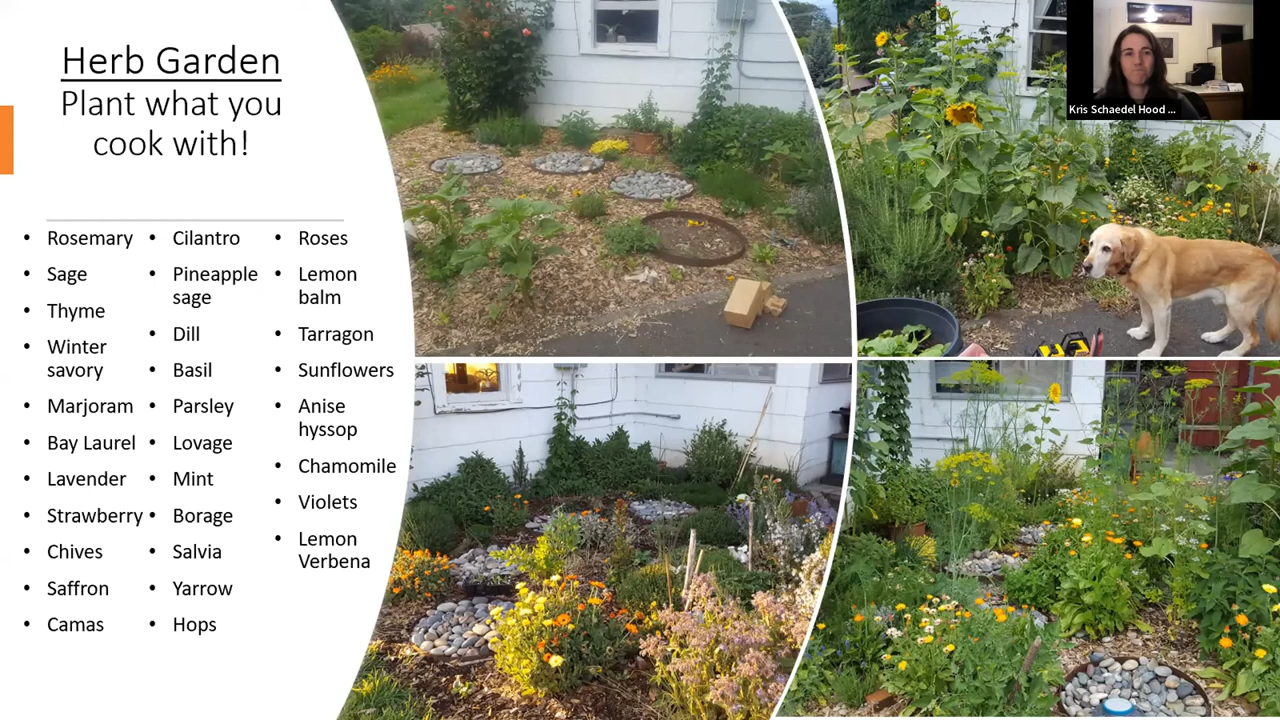 Herb Garden
Plant what you
cook with!
• Rosemary
• Sage
• Thyme
• Winter
savory
• Marjoram
• Bay Laurel
• Lavender
• Strawberry
• Chives
• Saffron
• Camas
• Cilantro
• Pineapple
sage
• Dill
• Basil
• Parsley
• Lovage
• Mint
• Borage
• Salvia
• Yarrow
• Hops
• Roses
• Lemon
balm
• Tarragon
• Sunflowers
• Anise
hyssop
• Chamomile
• Violets
• Lemon
Verbena
Kris Schaedel Hood ...